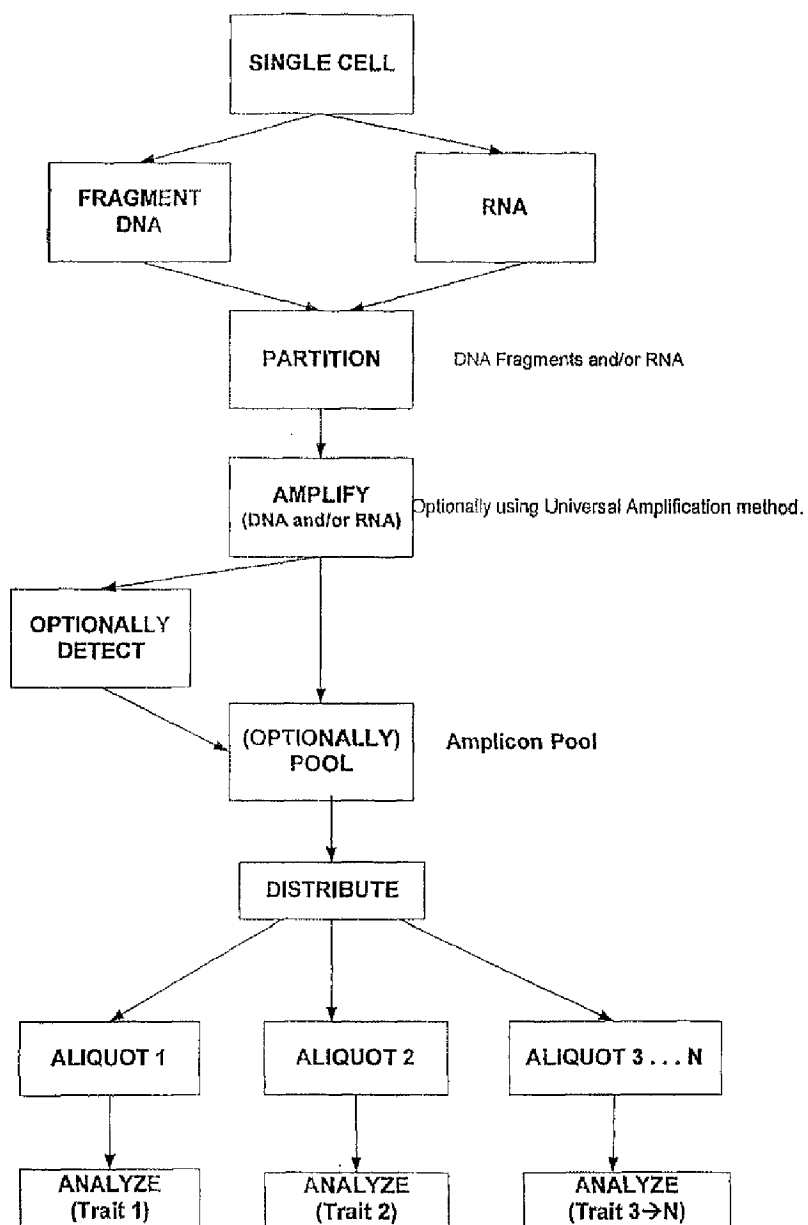 SINGLE CELL
FRAGMENT
DNA
RNA
PARTITION
DNA Fragments and/or RNA
AMPLIFY
(DNA and/or RNA)
Optionally using Universal Amplification method.
OPTIONALLY
DETECT
(OPTIONALLY)
POOL
Amplicon Pool
DISTRIBUTE
ALIQUOT 1
ALIQUOT 2
ALIQUOT 3 . . . N
ANALYZE
(Trait 1)
ANALYZE
(Trait 2)
ANALYZE
(Trait 3→N)